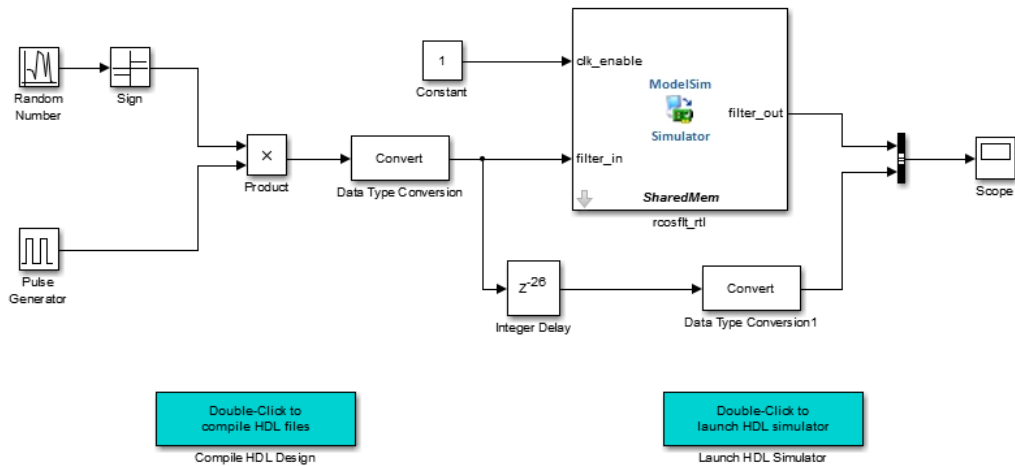 Random
Number
Sign
Pulse
Generator
×
Product
Convert
Data Type Conversion
1
Constant
clk_enable
filter_in
ModelSim
Simulator
filter_out
SharedMem
rcosflt_rtl
z-26
Integer Delay
Convert
Data Type Conversion1
Scope
Double-Click to
compile HDL files
Compile HDL Design
Double-Click to
launch HDL simulator
Launch HDL Simulator